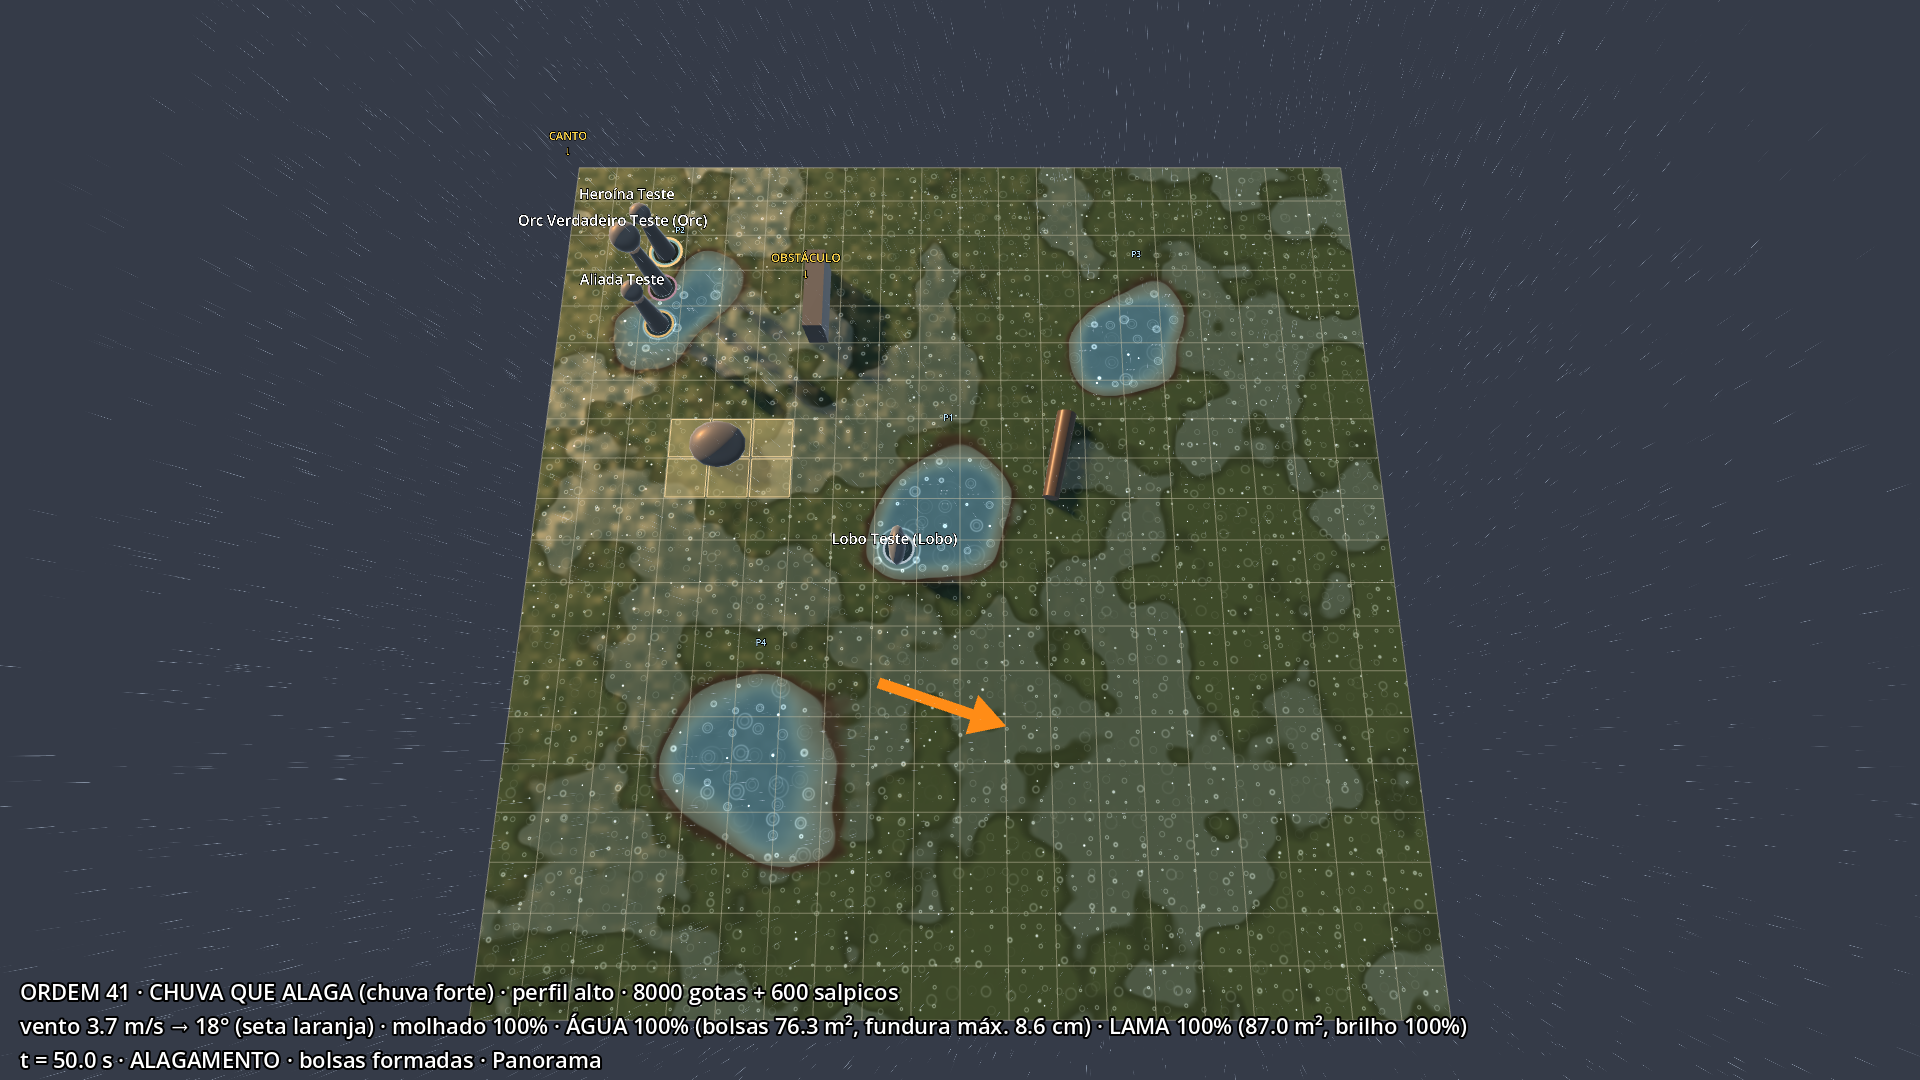 CANTO
1
Heroína Teste
Orc Verdadeiro Teste (Orc)
P2
OBSTÁCULO
1
P3
Aliada Teste
P1
Lobo Teste (Lobo)
P4
ORDEM 41 · CHUVA QUE ALAGA (chuva forte) · perfil alto · 8000 gotas + 600 salpicos
vento 3.7 m/s → 18° (seta laranja) · molhado 100% · ÁGUA 100% (bolsas 76.3 m², fundura máx. 8.6 cm) · LAMA 100% (87.0 m², brilho 100%)
t = 50.0 s · ALAGAMENTO · bolsas formadas · Panorama